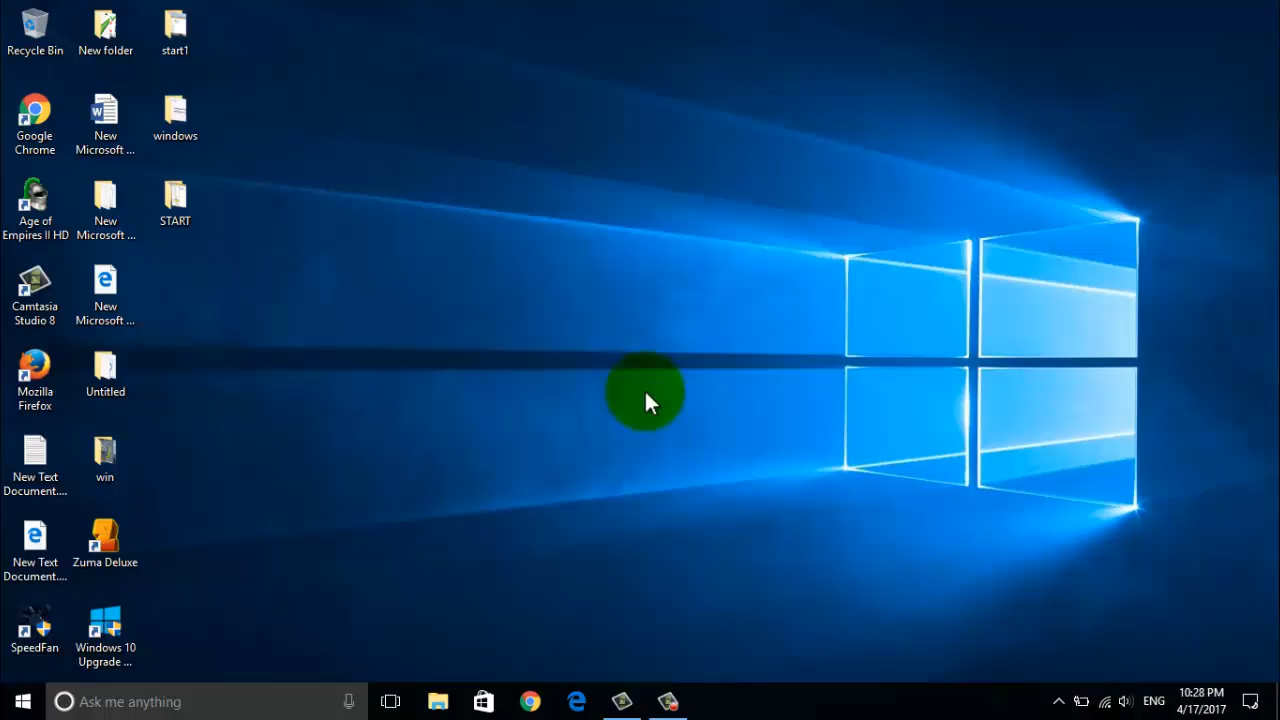 Recycle Bin
New folder
start1
Google
Chrome
New
Microsoft ...
windows
Age of
Empires II HD
New
Microsoft ...
START
Camtasia
Studio 8
New
Microsoft ...
Mozilla
Firefox
Untitled
New Text
Document....
win
New Text
Document....
Zuma Deluxe
SpeedFan
Windows 10
Upgrade ...
Ask me anything
ENG
10:28 PM
4/17/2017